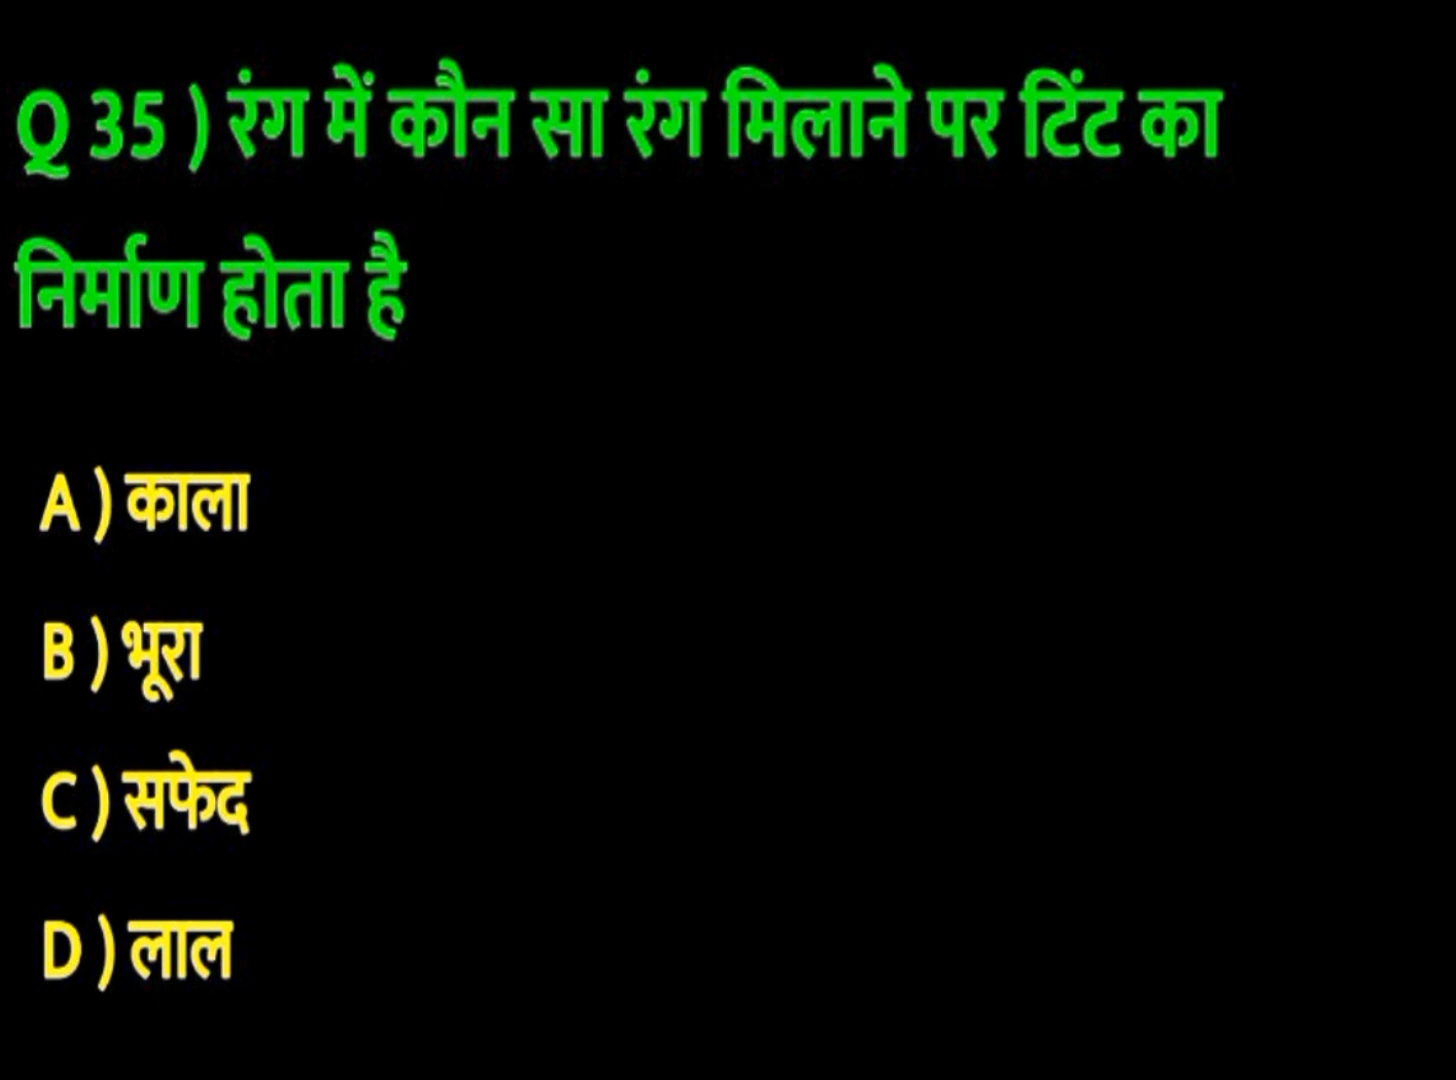 Q 35 ) रंग में कौन सा रंग मिलाने पर टिंट का
निर्माण होता है
A ) काला
B ) भूरा
C ) सफेद
D ) लाल